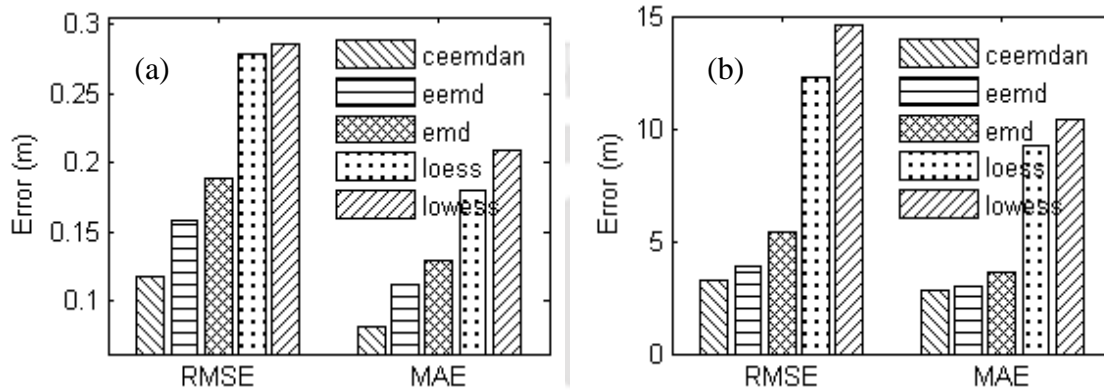 (a)
Error (m)
0.3
0.25
0.2
0.15
0.1
ceemdan
eemd
emd
loess
lowess
RMSE
MAE
(b)
Error (m)
15
10
5
0
ceemdan
eemd
emd
loess
lowess
RMSE
MAE